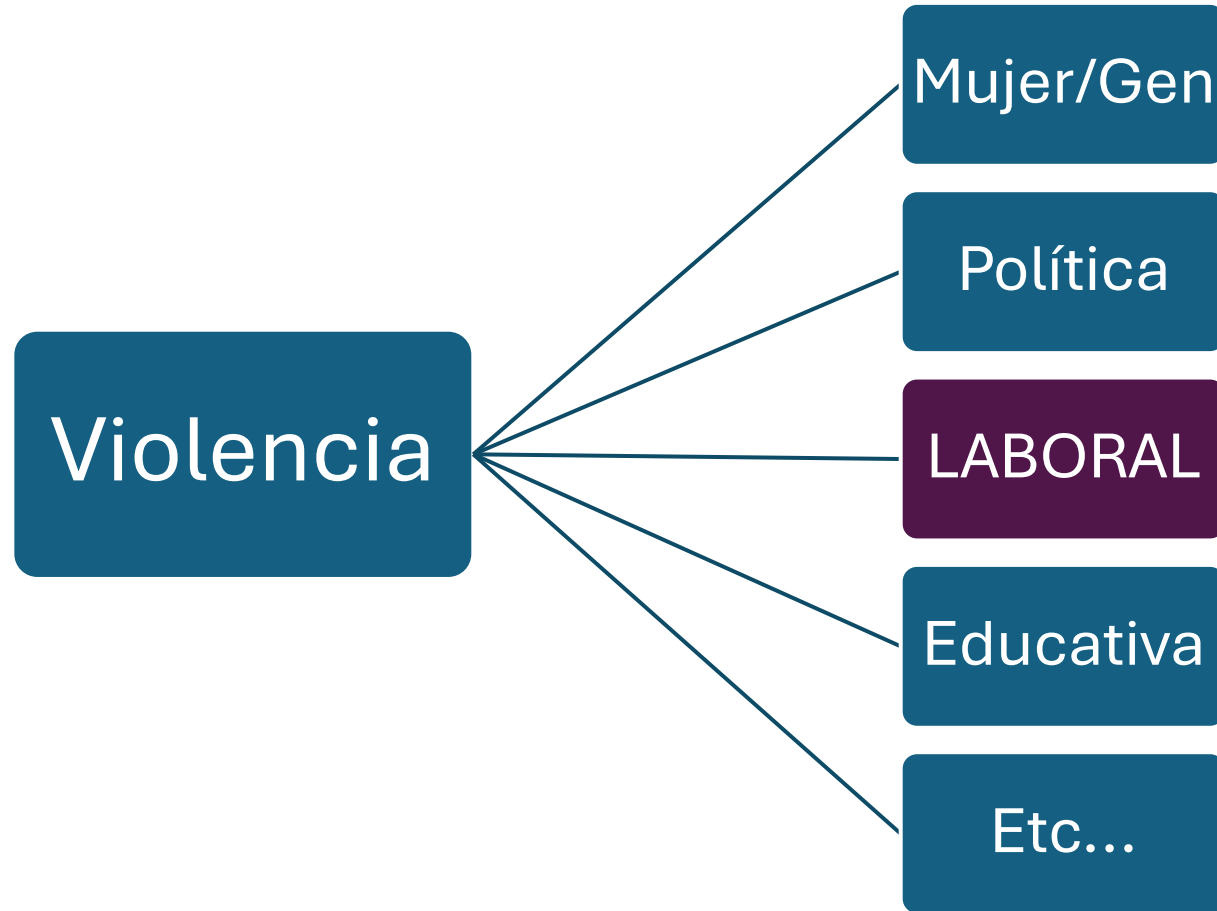 Mujer/Gen
Política
Violencia
LABORAL
Educativa
Etc...